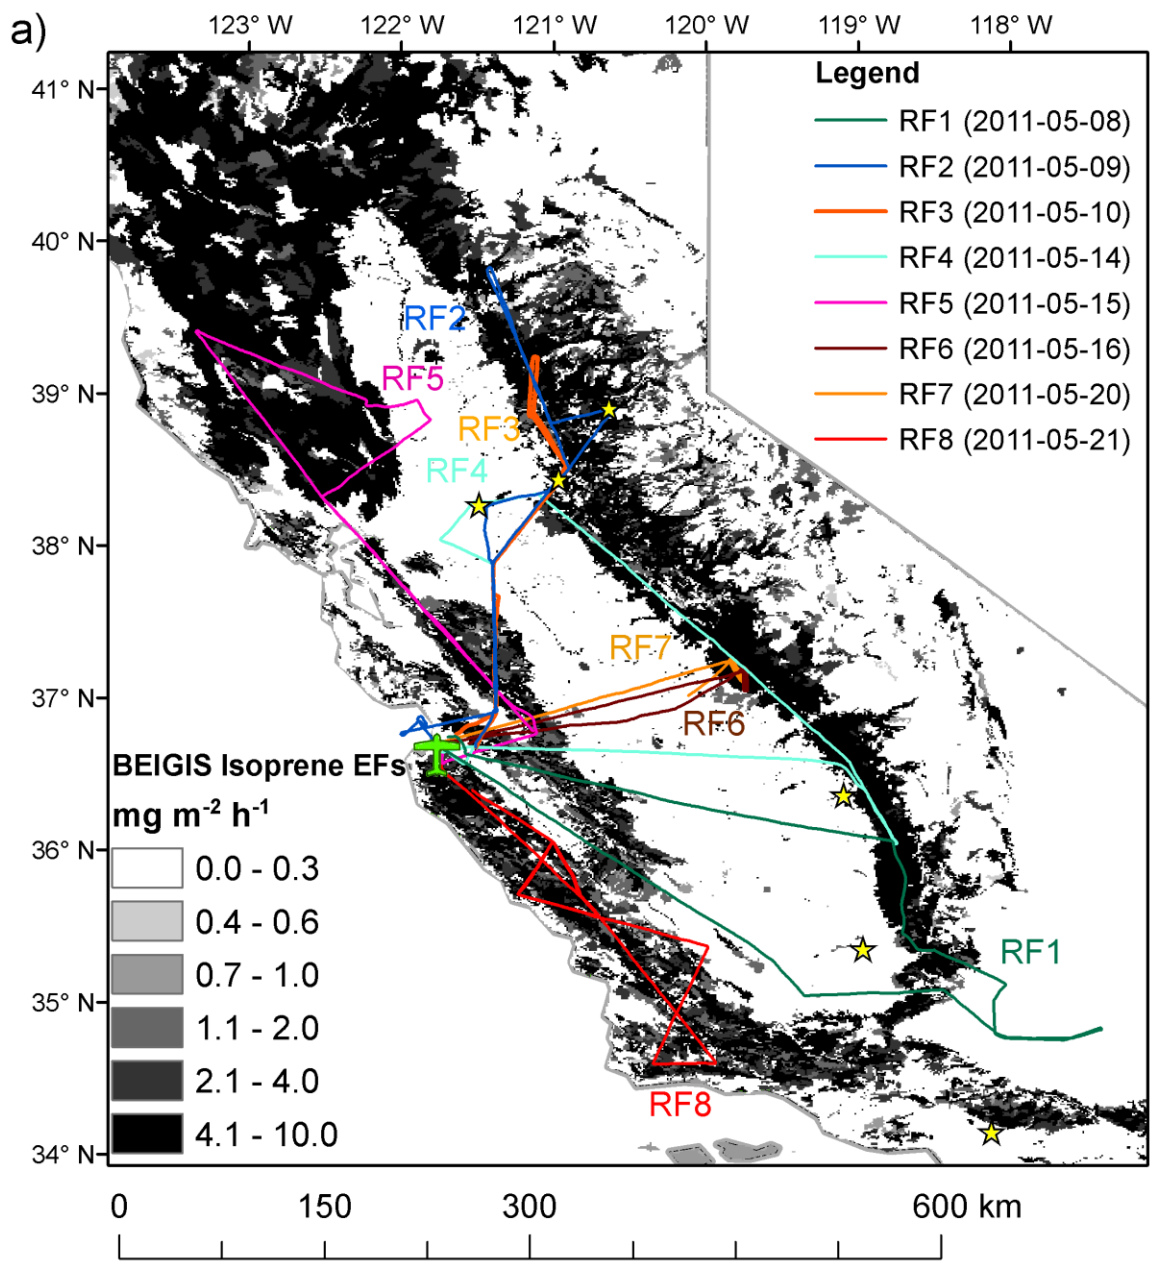 a)
123° W 122° W 121° W 120° W 119° W 118° W
41° N
40° N
39° N
38° N
37° N
36° N
35° N
34° N
Legend
RF1 (2011-05-08)
RF2 (2011-05-09)
RF3 (2011-05-10)
RF4 (2011-05-14)
RF5 (2011-05-15)
RF6 (2011-05-16)
RF7 (2011-05-20)
RF8 (2011-05-21)
RF2
RF5
RF3
RF4
RF7
RF6
RF1
RF8
BEIGIS Isoprene EFs
mg m⁻² h⁻¹
0.0 - 0.3
0.4 - 0.6
0.7 - 1.0
1.1 - 2.0
2.1 - 4.0
4.1 - 10.0
0 150 300 600 km